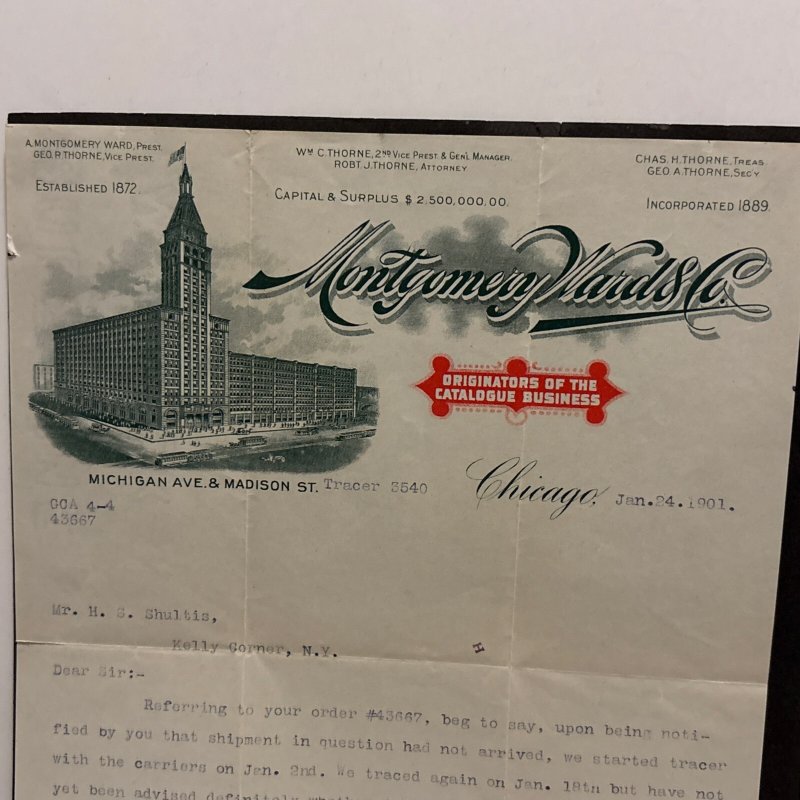 A. MONTGOMERY WARD, PREST.
GEO. R. THORNE, VICE PREST.
ESTABLISHED 1872.
WM C. THORNE, 2ND VICE PREST. & GEN'L MANAGER.
ROBT. J. THORNE, ATTORNEY
CAPITAL & SURPLUS $ 2,500,000,00.
CHAS. H. THORNE, TREAS.
GEO. A. THORNE, SEC'Y
INCORPORATED 1889.
Montgomery Ward & Co.
ORIGINATORS OF THE
CATALOGUE BUSINESS
MICHIGAN AVE. & MADISON ST. Tracer 3540
Chicago, Jan.24.1901.
GCA 4-4
43667
Mr. H. S. Shultis,
Kelly Corner, N.Y.
H
Dear Sir:-
Referring to your order #43667, beg to say, upon being noti-
fied by you that shipment in question had not arrived, we started tracer
with the carriers on Jan. 2nd. We traced again on Jan. 18th but have not
yet been advised definitely